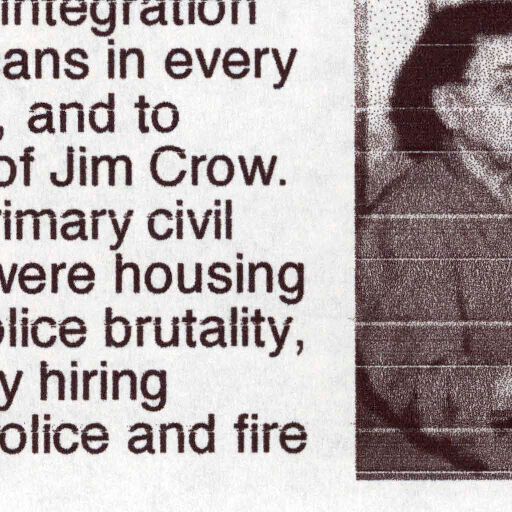 integration
ans in every
, and to
of Jim Crow.
rimary civil
were housing
olice brutality,
y hiring
olice and fire